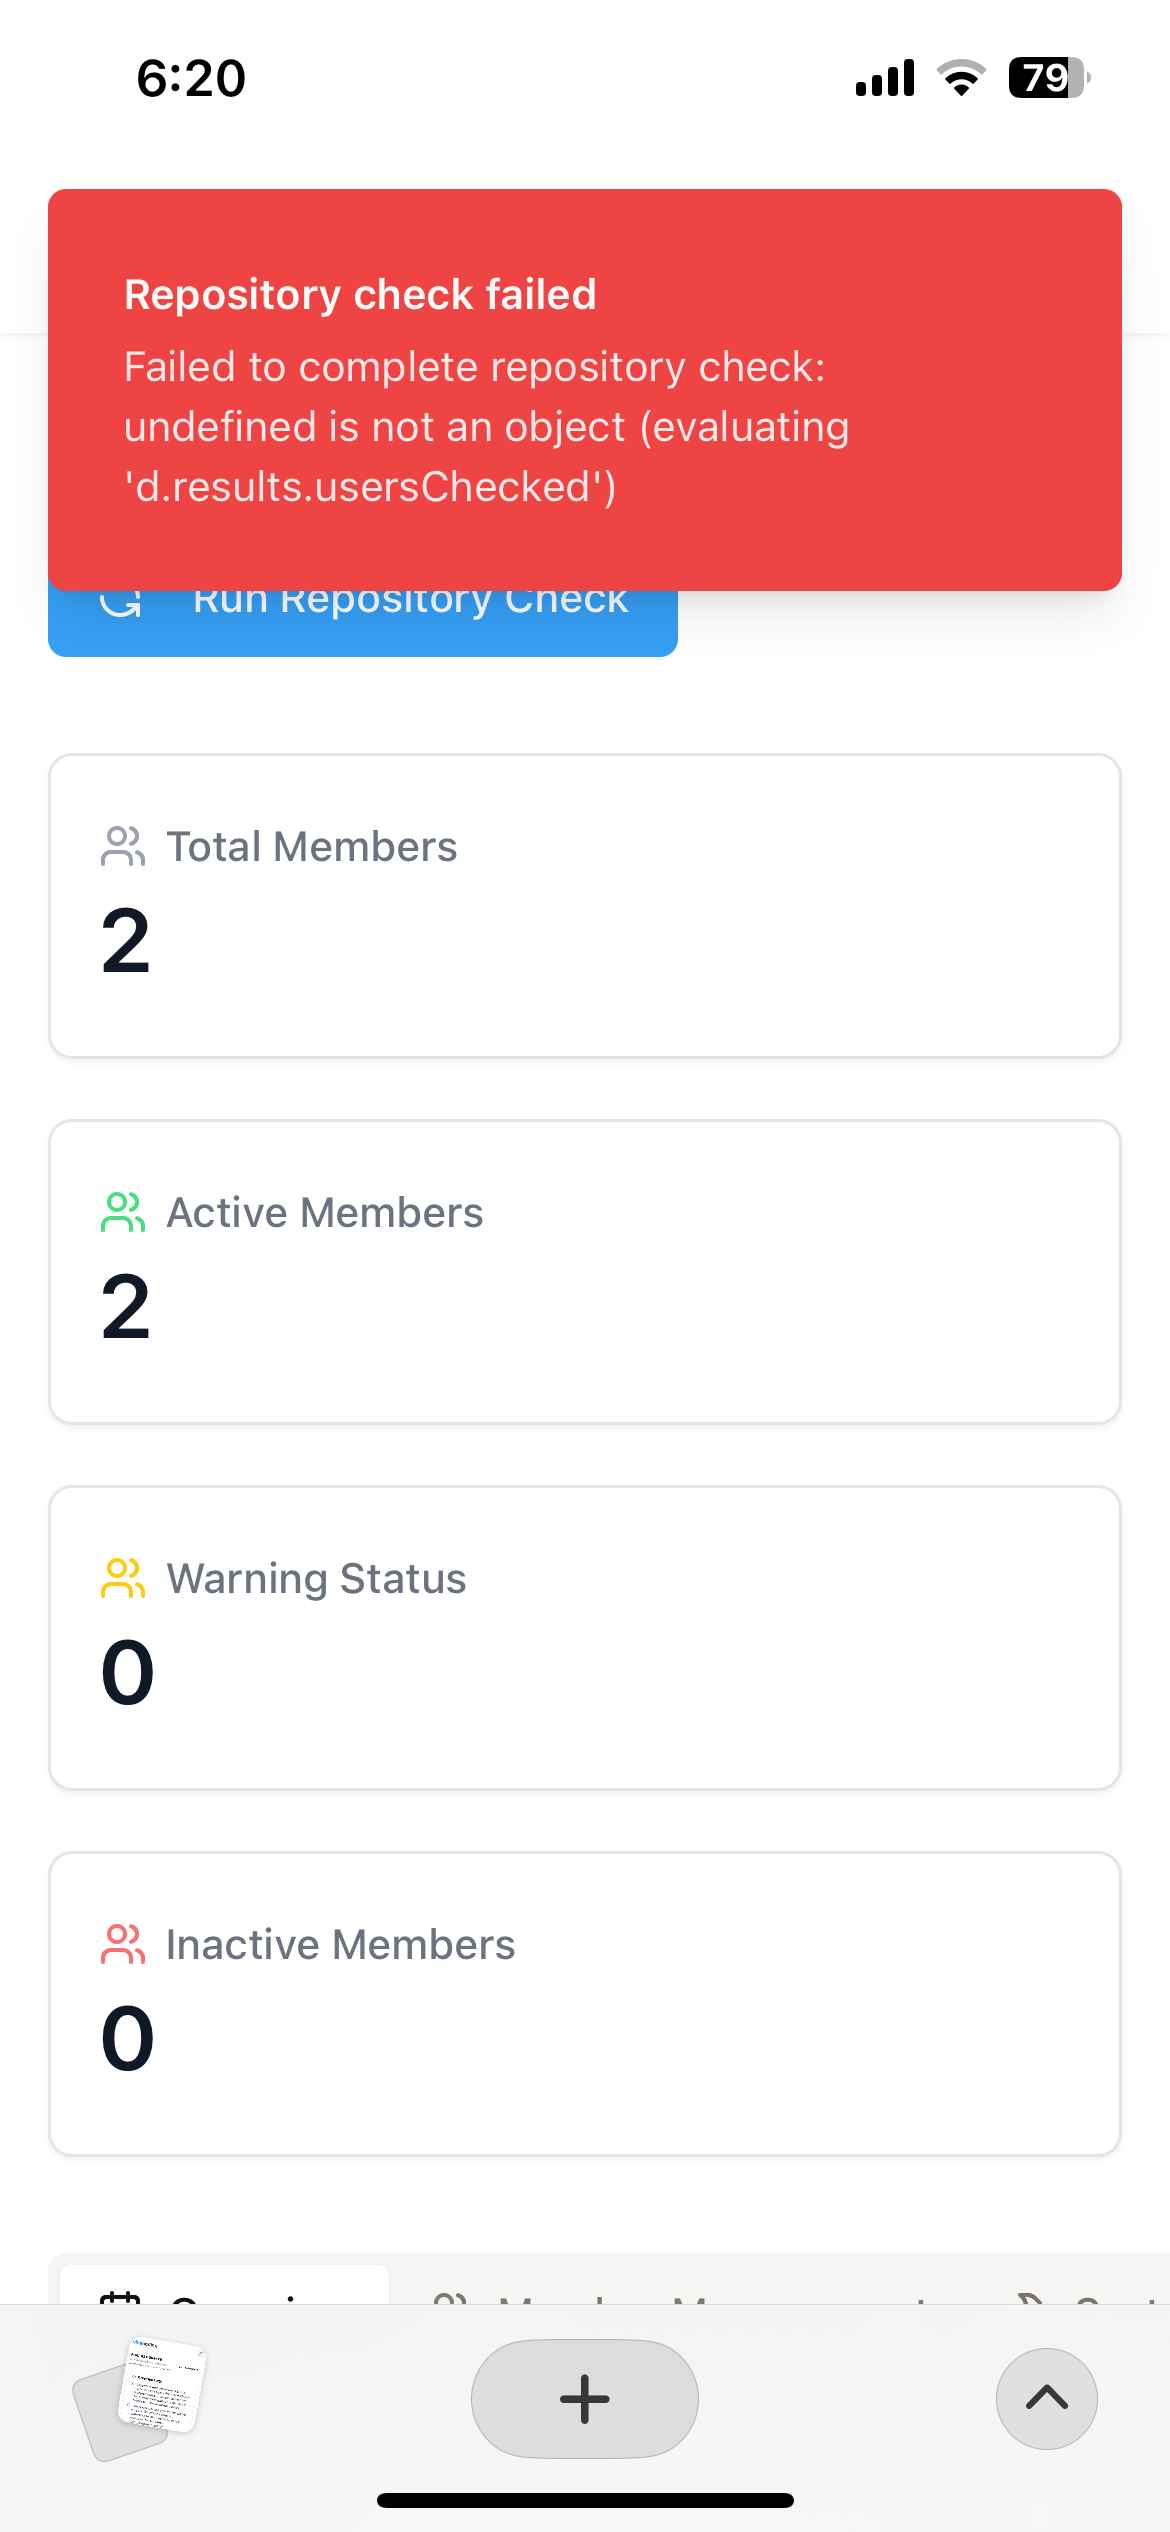 6:20
79
Repository check failed
Failed to complete repository check:
undefined is not an object (evaluating
'd.results.usersChecked')
Run Repository Check
Total Members
2
Active Members
2
Warning Status
0
Inactive Members
0